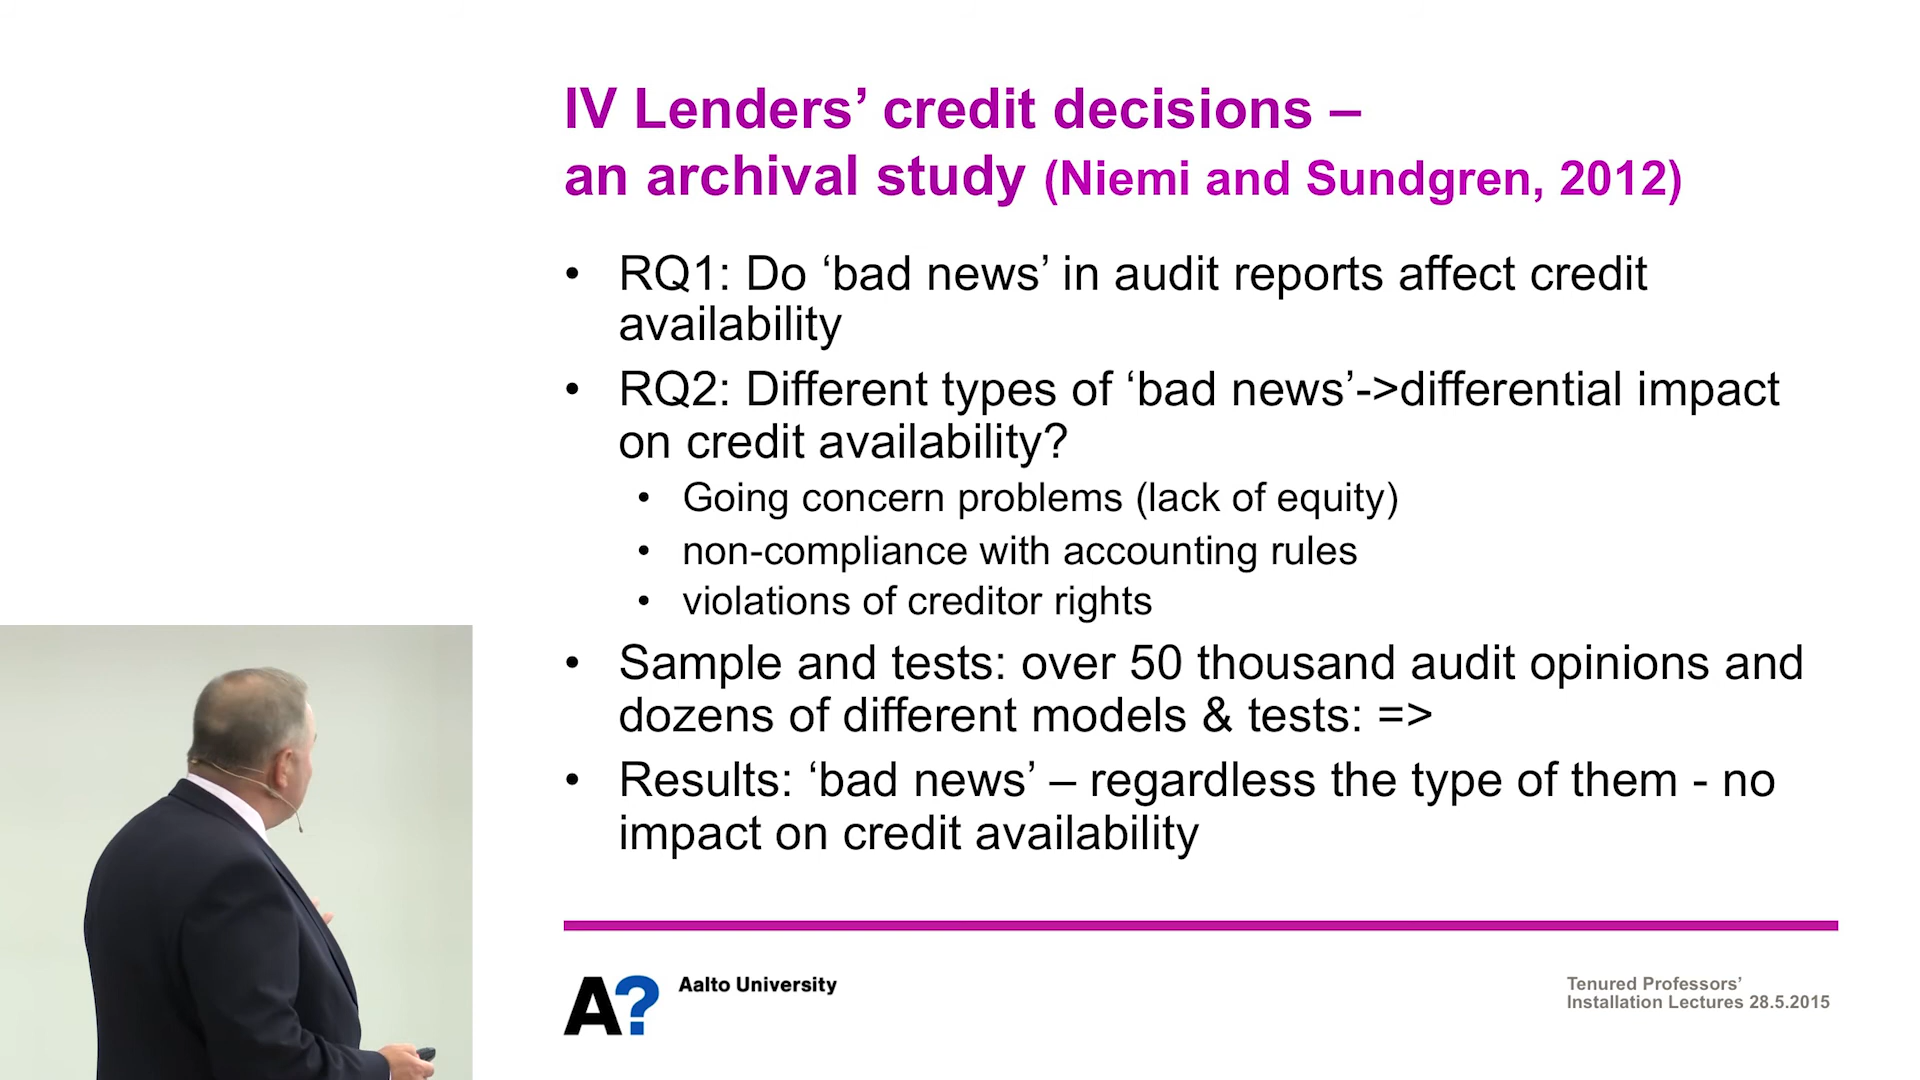 IV Lenders’ credit decisions –
an archival study (Niemi and Sundgren, 2012)
• RQ1: Do ‘bad news’ in audit reports affect credit
availability
• RQ2: Different types of ‘bad news’->differential impact
on credit availability?
• Going concern problems (lack of equity)
• non-compliance with accounting rules
• violations of creditor rights
• Sample and tests: over 50 thousand audit opinions and
dozens of different models & tests: =>
• Results: ‘bad news’ – regardless the type of them - no
impact on credit availability
A? Aalto University
Tenured Professors’
Installation Lectures 28.5.2015